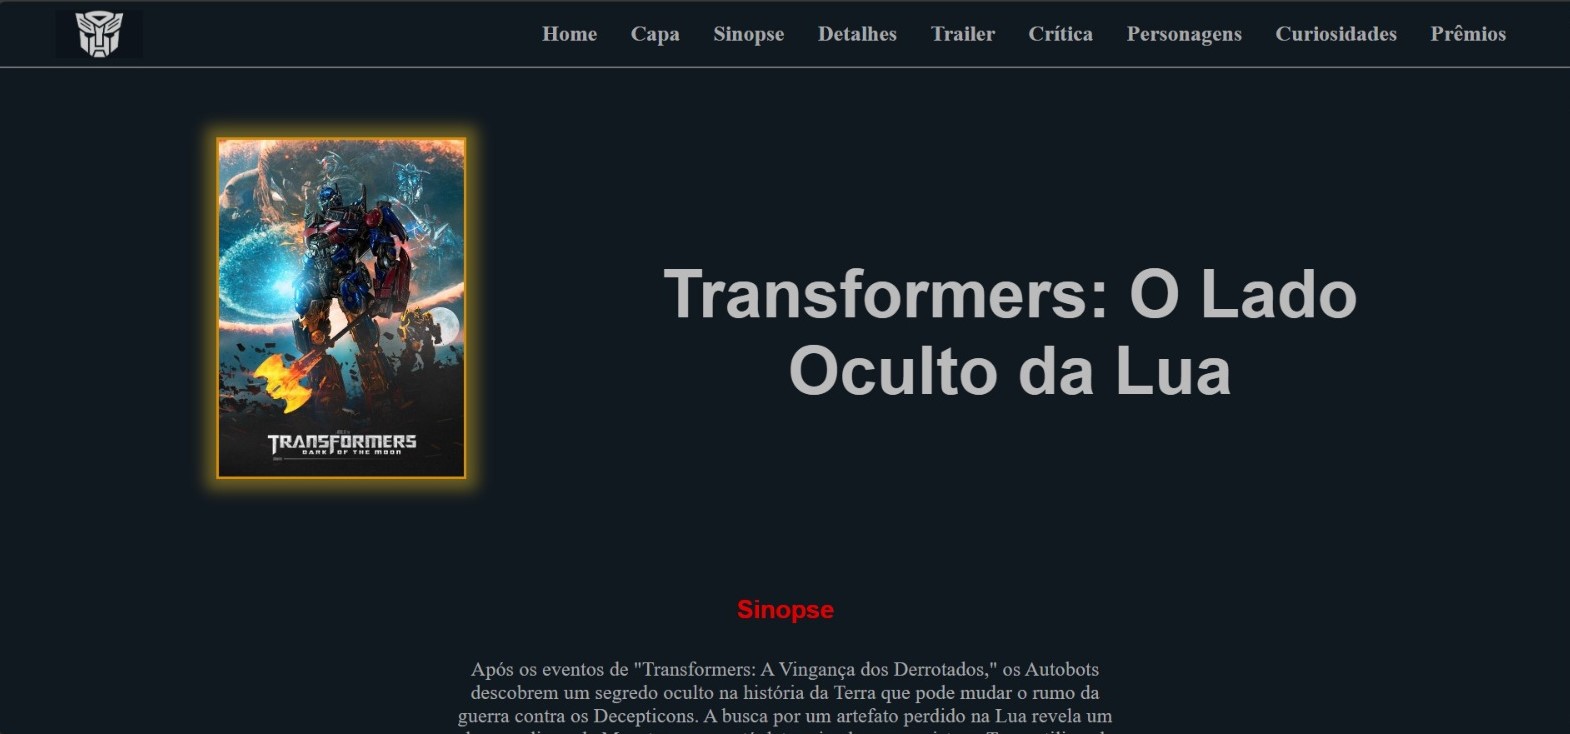 Home Capa Sinopse Detalhes Trailer Crítica Personagens Curiosidades Prêmios
TRANSFORMERS
DARK OF THE MOON
Transformers: O Lado
Oculto da Lua
Sinopse
Após os eventos de "Transformers: A Vingança dos Derrotados," os Autobots
descobrem um segredo oculto na história da Terra que pode mudar o rumo da
guerra contra os Decepticons. A busca por um artefato perdido na Lua revela um